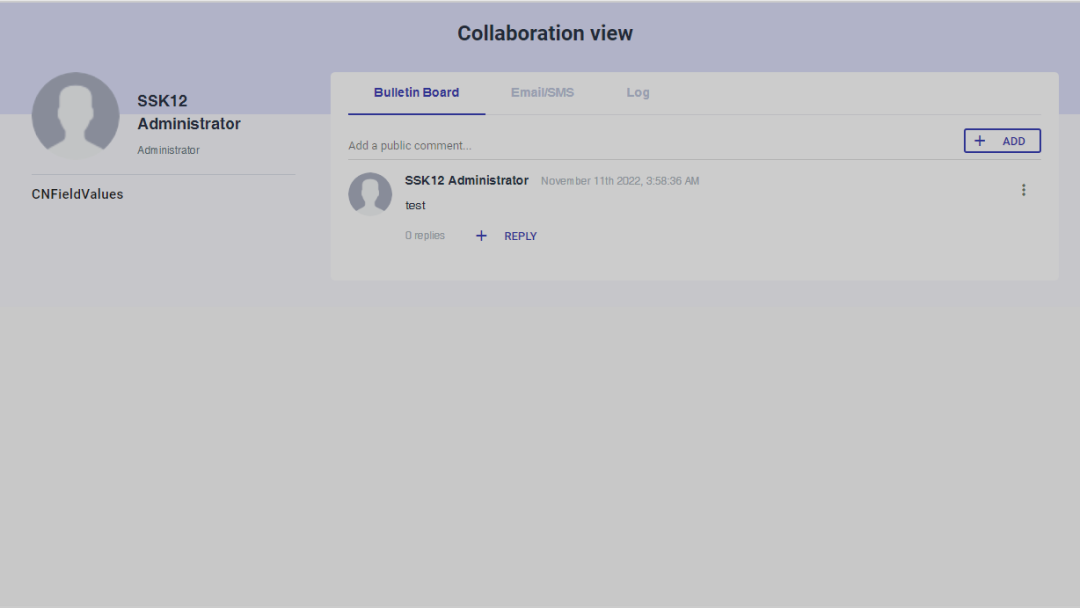 Collaboration view
SSK12
Administrator
Administrator
CNFieldValues
Bulletin Board
Email/SMS
Log
Add a public comment...
+ ADD
SSK12 Administrator
November 11th 2022, 3:58:36 AM
test
0 replies
+ REPLY